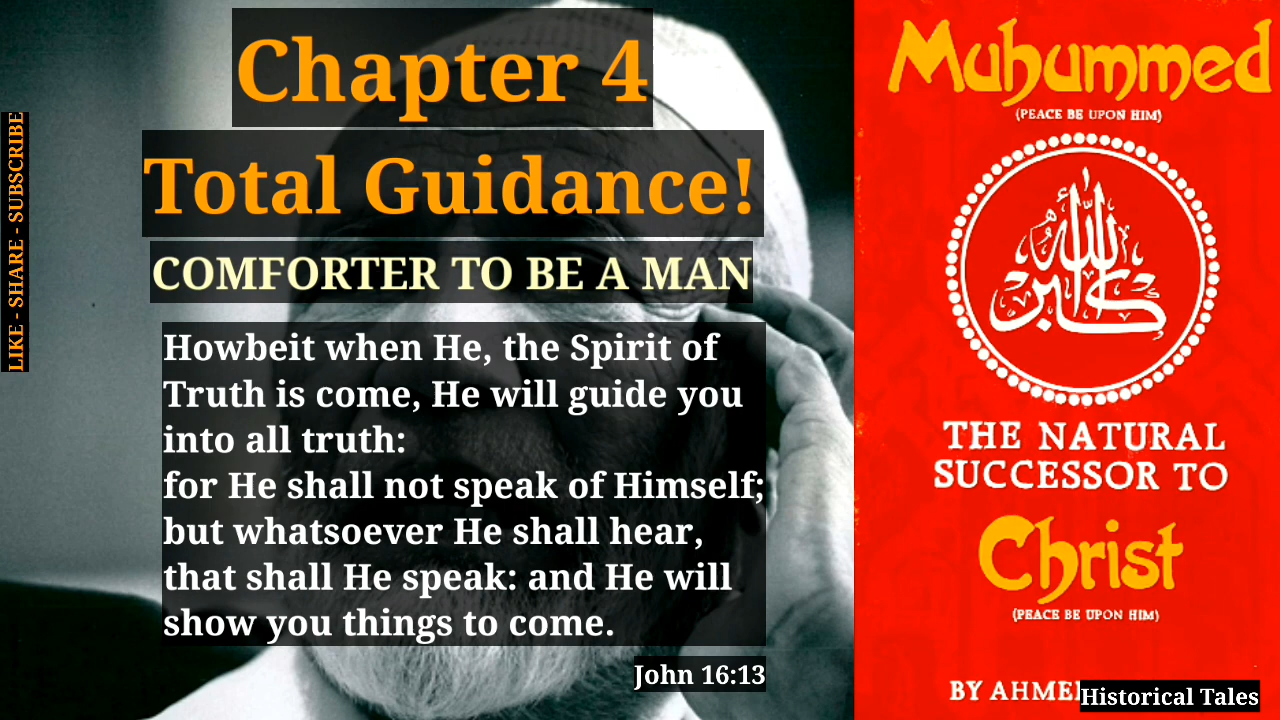 Chapter 4
Total Guidance!
COMFORTER TO BE A MAN
Howbeit when He, the Spirit of
Truth is come, He will guide you
into all truth:
for He shall not speak of Himself;
but whatsoever He shall hear,
that shall He speak: and He will
show you things to come.
John 16:13
LIKE - SHARE - SUBSCRIBE
Muhummed
(PEACE BE UPON HIM)
الله
اكبر
THE NATURAL
SUCCESSOR TO
Christ
(PEACE BE UPON HIM)
BY
Historical Tales